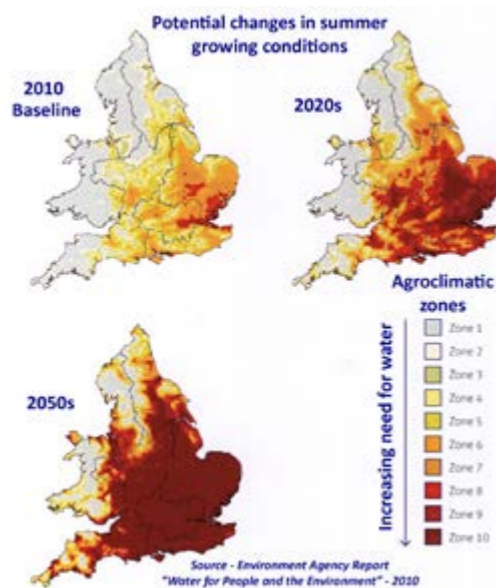 Potential changes in summer
growing conditions
2010
Baseline
2020s
2050s
Agroclimatic
zones
Increasing need for water
Zone 1
Zone 2
Zone 3
Zone 4
Zone 5
Zone 6
Zone 7
Zone 8
Zone 9
Zone 10
Source - Environment Agency Report
"Water for People and the Environment" - 2010